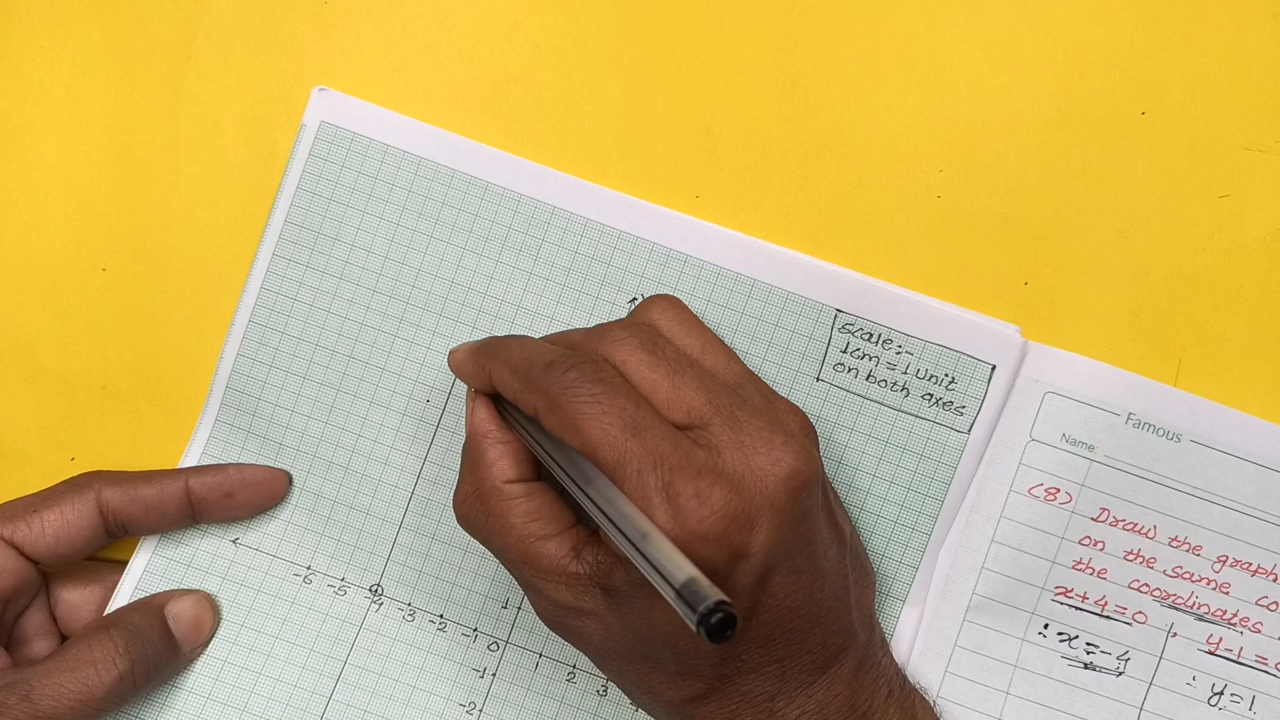 Scale:-
1cm = 1 unit
on both axes
-6 -5 -4 -3 -2 -1 0 1 2 3
1
-1
-2
Famous
Name:
(8) Draw the graph
on the same co
the coordinates
x+4=0, y-1=0
∴ x=-4
∴ y=1.